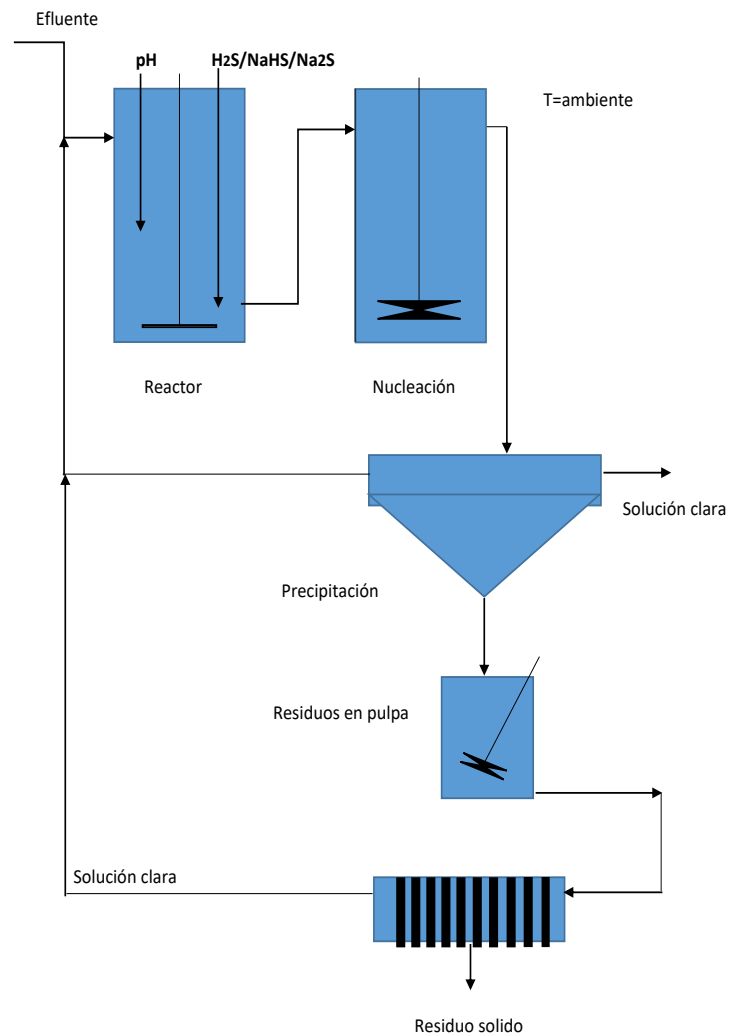 Efluente
pH
H2S/NaHS/Na2S
T=ambiente
Reactor
Nucleación
Solución clara
Precipitación
Residuos en pulpa
Solución clara
Residuo solido